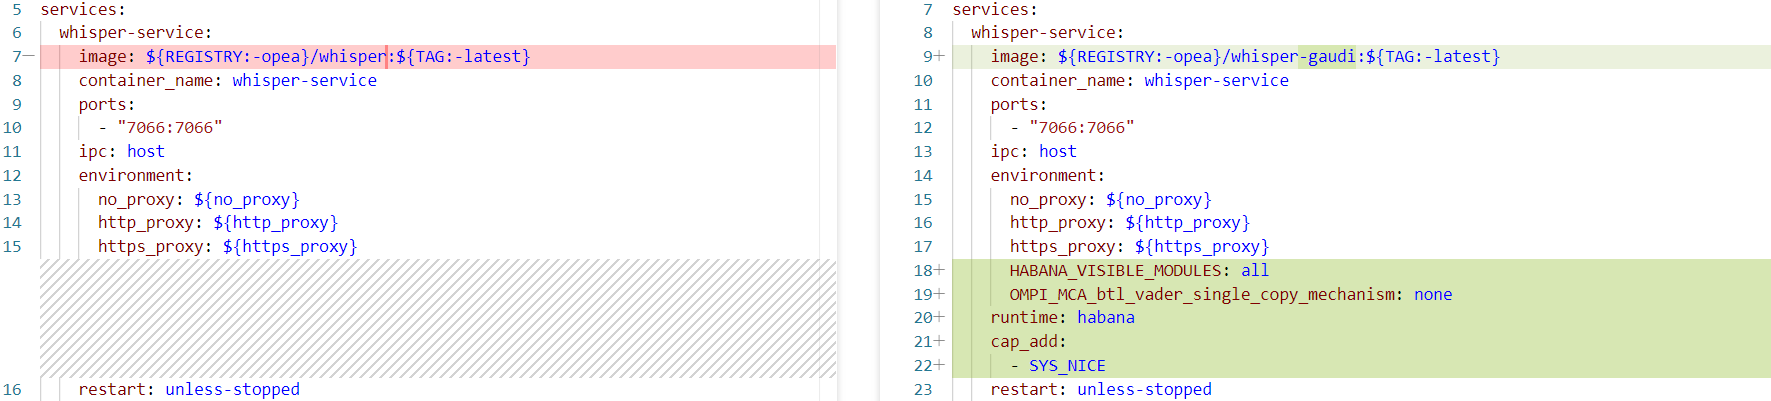 5 services:
6 whisper-service:
7− image: ${REGISTRY:-opea}/whisper:${TAG:-latest}
8 container_name: whisper-service
9 ports:
10 - "7066:7066"
11 ipc: host
12 environment:
13 no_proxy: ${no_proxy}
14 http_proxy: ${http_proxy}
15 https_proxy: ${https_proxy}
16 restart: unless-stopped
7 services:
8 whisper-service:
9+ image: ${REGISTRY:-opea}/whisper-gaudi:${TAG:-latest}
10 container_name: whisper-service
11 ports:
12 - "7066:7066"
13 ipc: host
14 environment:
15 no_proxy: ${no_proxy}
16 http_proxy: ${http_proxy}
17 https_proxy: ${https_proxy}
18+ HABANA_VISIBLE_MODULES: all
19+ OMPI_MCA_btl_vader_single_copy_mechanism: none
20+ runtime: habana
21+ cap_add:
22+ - SYS_NICE
23 restart: unless-stopped